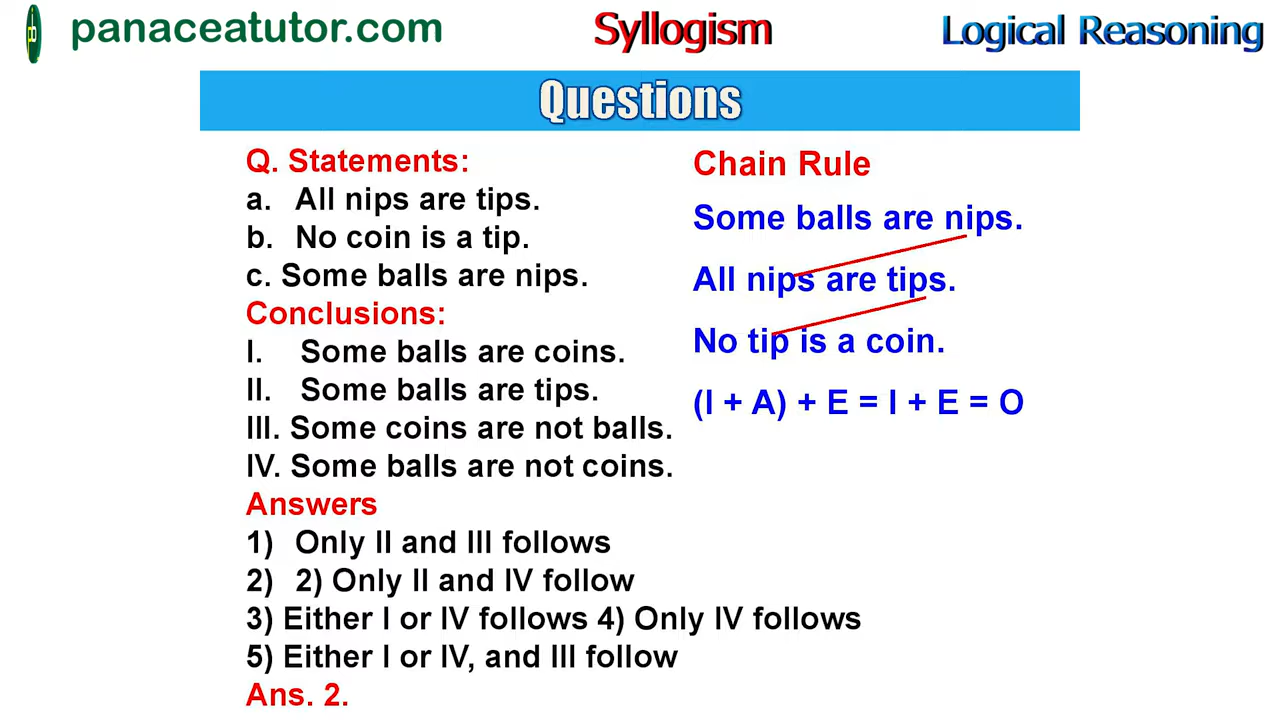 panaceatutor.com
Syllogism
Logical Reasoning
Questions
Q. Statements:
a. All nips are tips.
b. No coin is a tip.
c. Some balls are nips.
Conclusions:
I. Some balls are coins.
II. Some balls are tips.
III. Some coins are not balls.
IV. Some balls are not coins.
Answers
1) Only II and III follows
2) 2) Only II and IV follow
3) Either I or IV follows 4) Only IV follows
5) Either I or IV, and III follow
Ans. 2.
Chain Rule
Some balls are nips.
All nips are tips.
No tip is a coin.
(I + A) + E = I + E = O